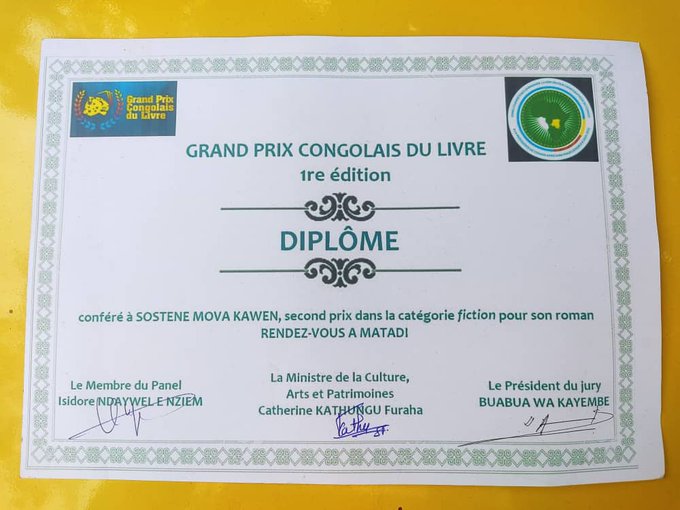 Grand Prix
Congolais
du Livre
GRAND PRIX CONGOLAIS DU LIVRE
1re édition
DIPLÔME
conféré à SOSTENE MOVA KAWEN, second prix dans la catégorie fiction pour son roman
RENDEZ-VOUS A MATADI
Le Membre du Panel
Isidore NDAYWEL E NZIEM
La Ministre de la Culture,
Arts et Patrimoines
Catherine KATHUNGU Furaha
Le Président du jury
BUABUA WA KAYEMBE